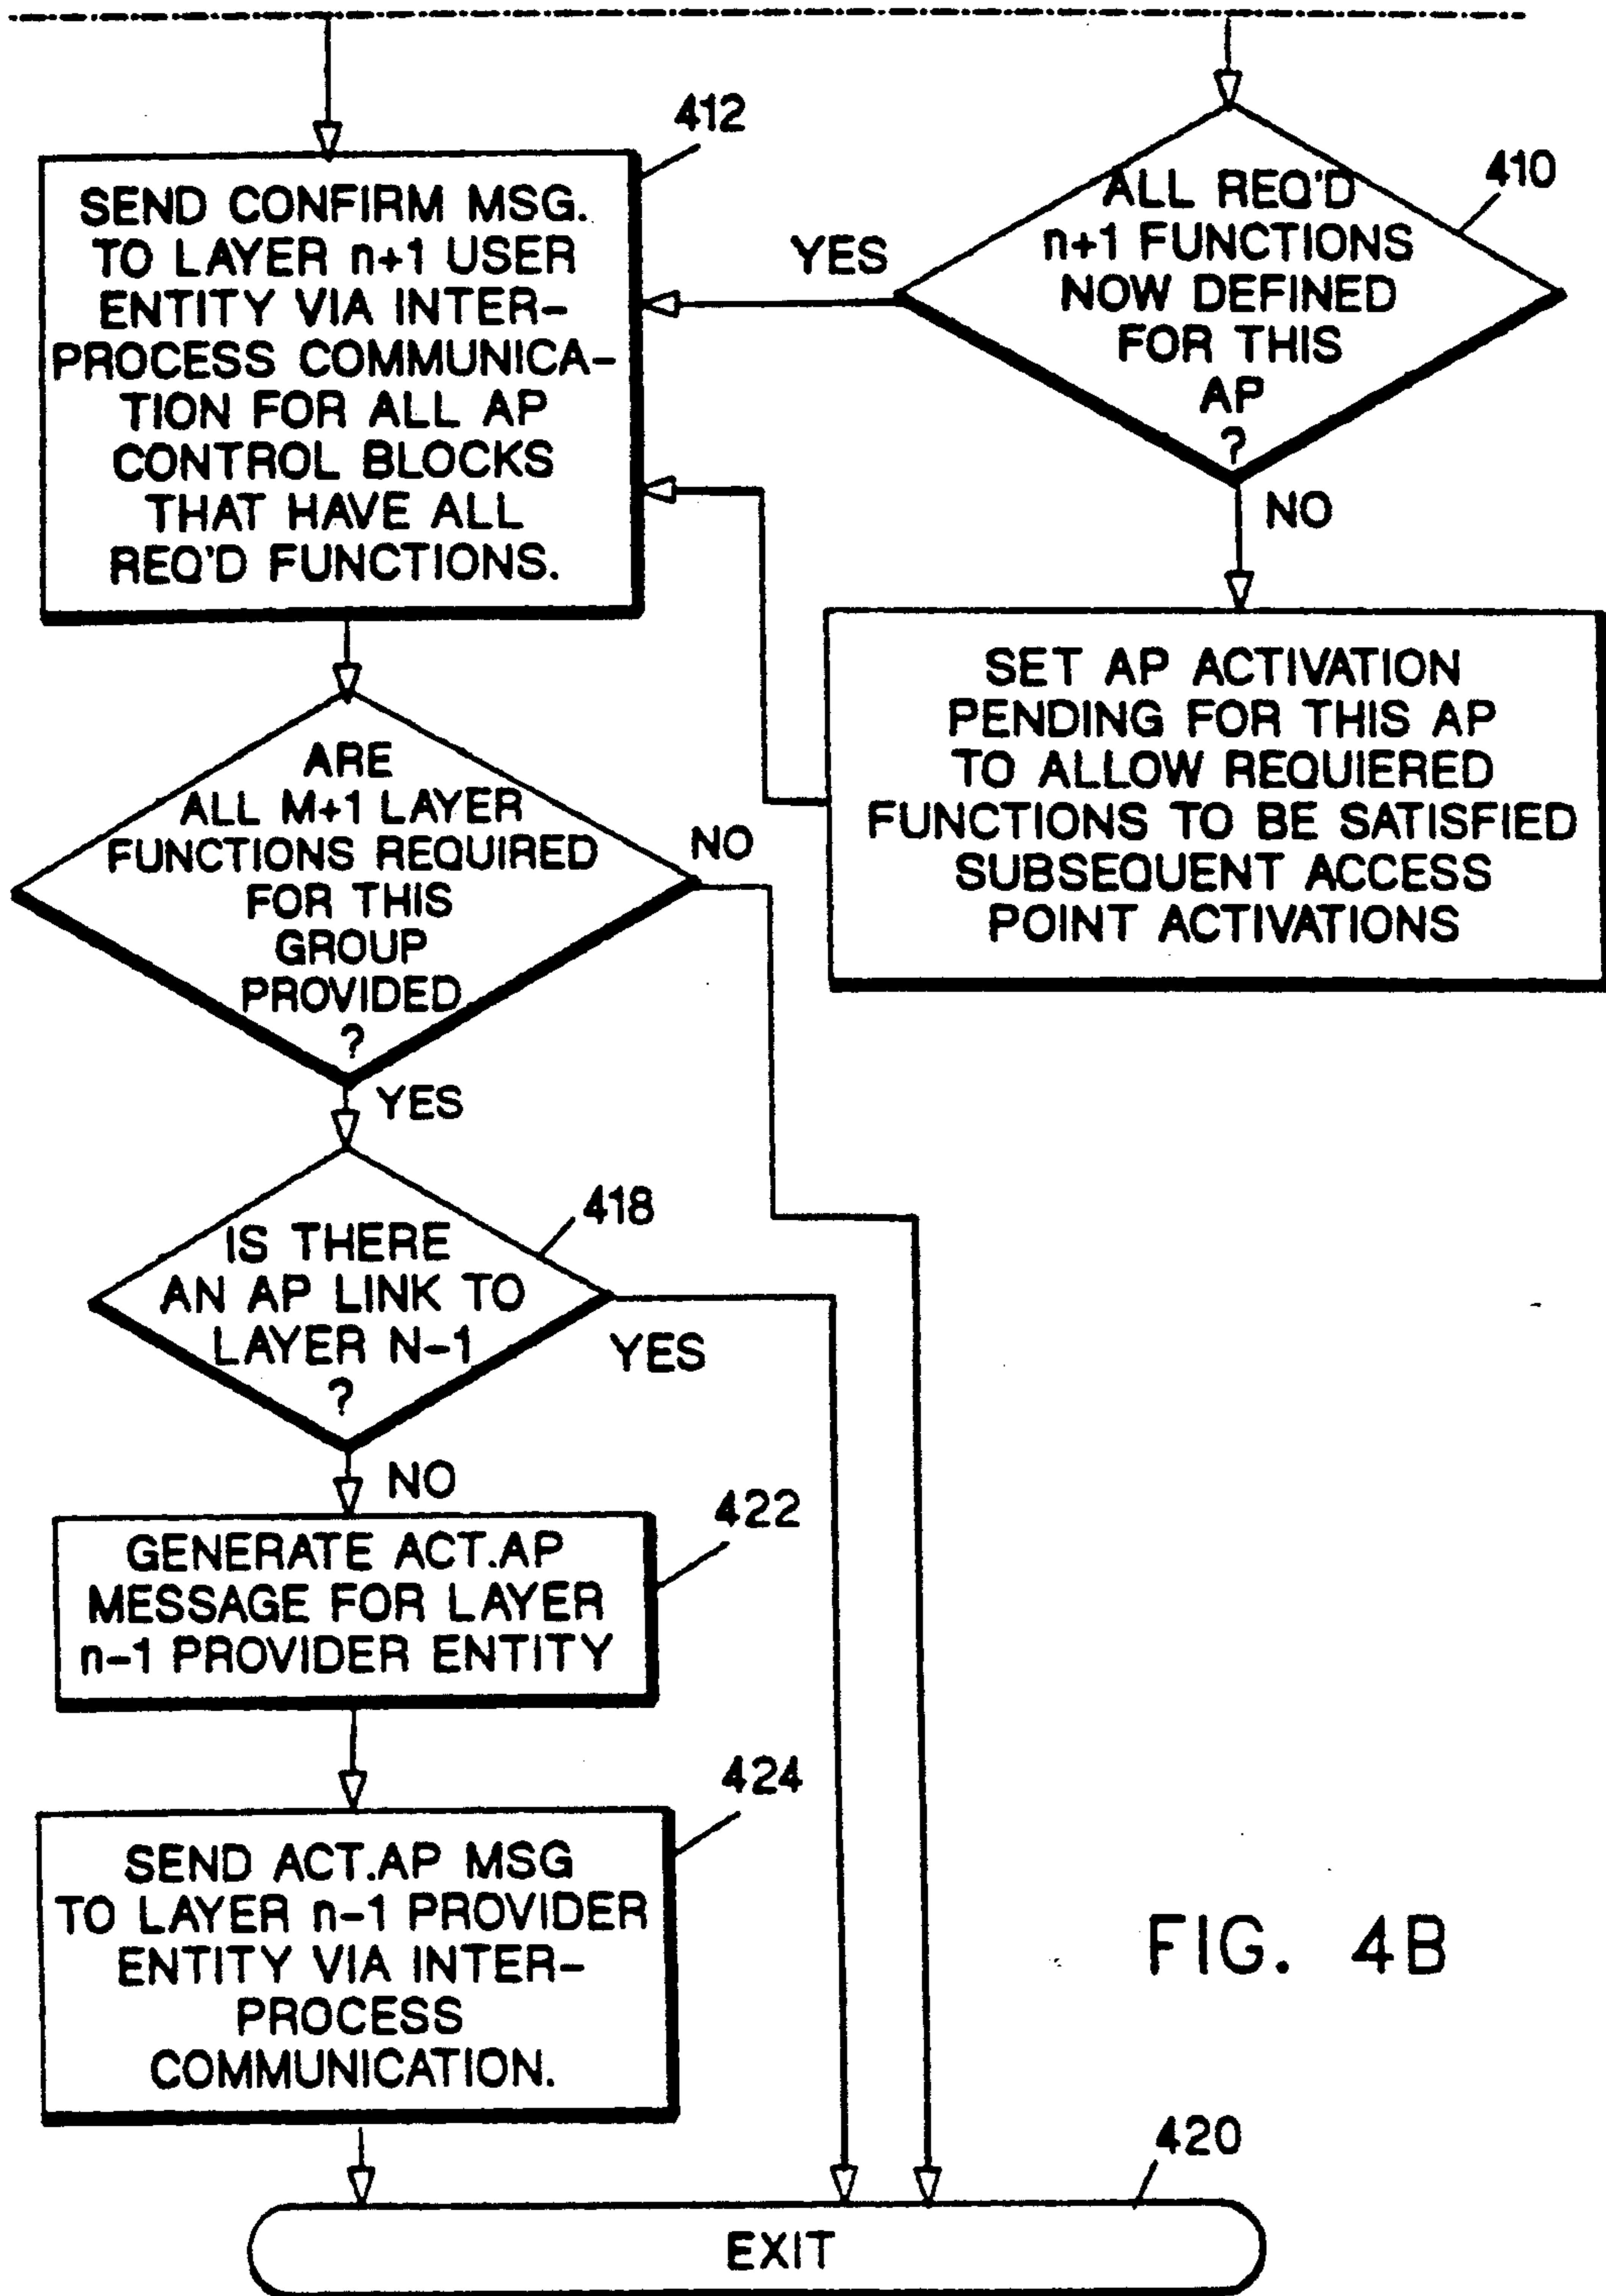 412
SEND CONFIRM MSG.
TO LAYER n+1 USER
ENTITY VIA INTER-
PROCESS COMMUNICA-
TION FOR ALL AP
CONTROL BLOCKS
THAT HAVE ALL
REQ'D FUNCTIONS.
410
ALL REQ'D
n+1 FUNCTIONS
NOW DEFINED
FOR THIS
AP
?
YES
NO
SET AP ACTIVATION
PENDING FOR THIS AP
TO ALLOW REQUIERED
FUNCTIONS TO BE SATISFIED
SUBSEQUENT ACCESS
POINT ACTIVATIONS
ARE
ALL M+1 LAYER
FUNCTIONS REQUIRED
FOR THIS
GROUP
PROVIDED
?
NO
YES
418
IS THERE
AN AP LINK TO
LAYER N-1
?
YES
NO
422
GENERATE ACT.AP
MESSAGE FOR LAYER
n-1 PROVIDER ENTITY
424
SEND ACT.AP MSG
TO LAYER n-1 PROVIDER
ENTITY VIA INTER-
PROCESS
COMMUNICATION.
FIG. 4B
420
EXIT